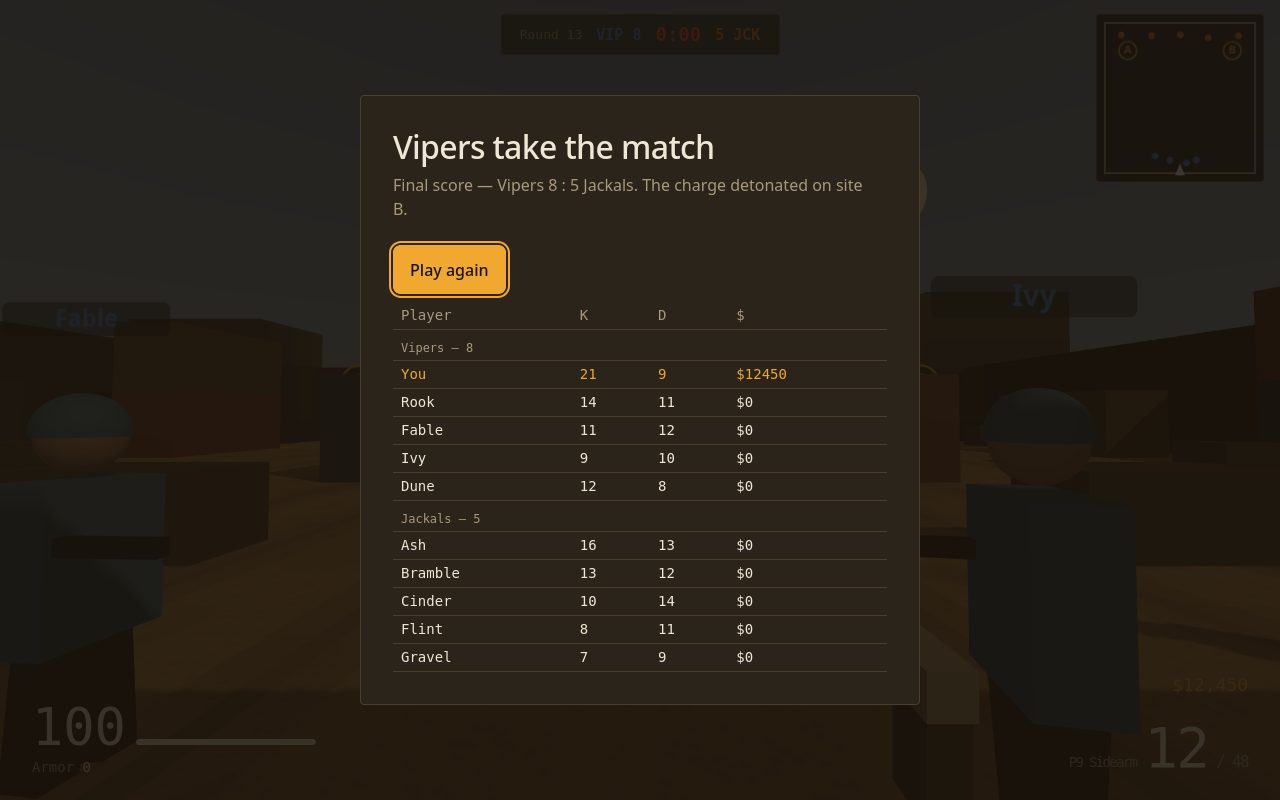 Round 13 VIP 8 0:00 5 JCK
A B
Vipers take the match
Final score — Vipers 8 : 5 Jackals. The charge detonated on site
B.
Play again
Fable
Ivy
Player K D $
Vipers — 8
You 21 9 $12450
Rook 14 11 $0
Fable 11 12 $0
Ivy 9 10 $0
Dune 12 8 $0
Jackals — 5
Ash 16 13 $0
Bramble 13 12 $0
Cinder 10 14 $0
Flint 8 11 $0
Gravel 7 9 $0
$12,450
100
Armor 0
P9 Sidearm 12 / 48